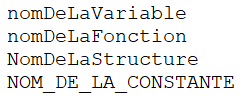 nomDeLaVariable
nomDeLaFonction
NomDeLaStructure
NOM_DE_LA_CONSTANTE